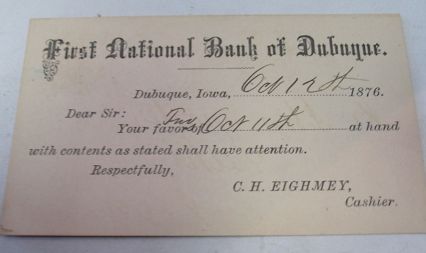 First National Bank of Dubuque.
Dubuque, Iowa, Oct 12th 1876.
Dear Sir:
Your favor of Oct 11th at hand
with contents as stated shall have attention.
Respectfully,
C. H. EIGHMEY,
Cashier.